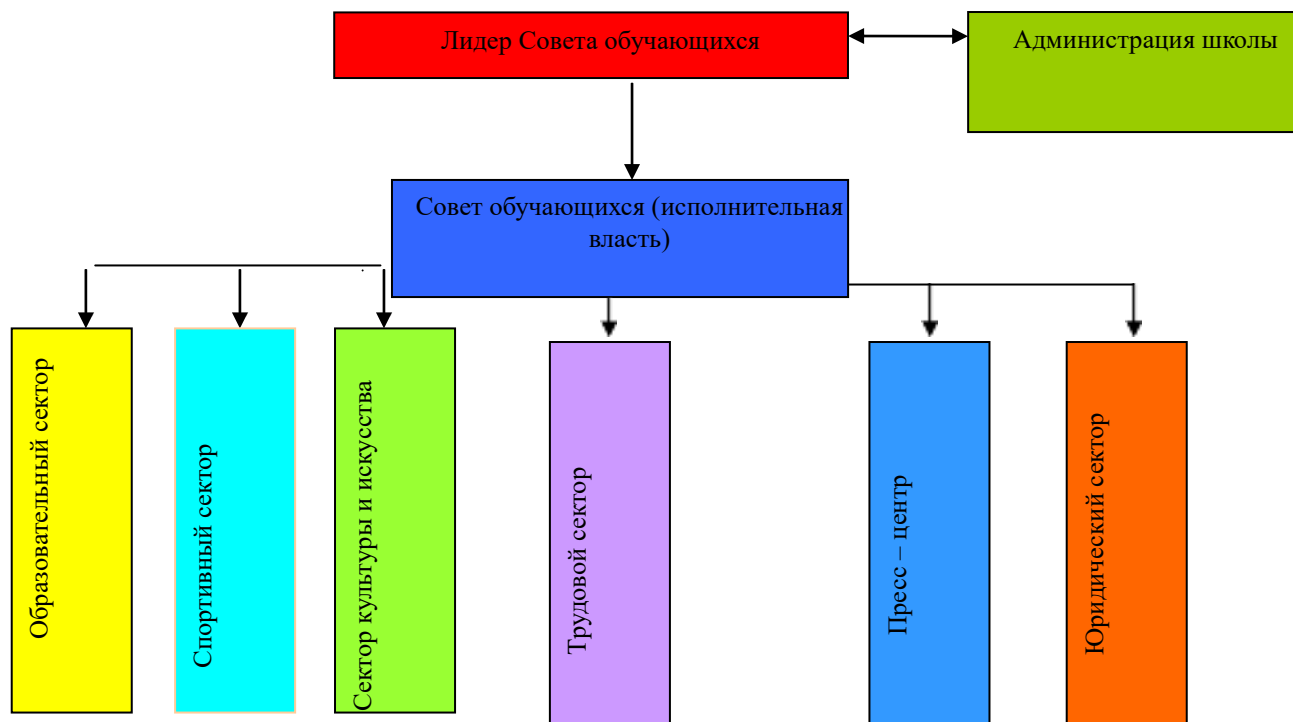 Лидер Совета обучающихся
Администрация школы
Совет обучающихся (исполнительная
власть)
Образовательный сектор
Спортивный сектор
Сектор культуры и искусства
Трудовой сектор
Пресс – центр
Юридический сектор